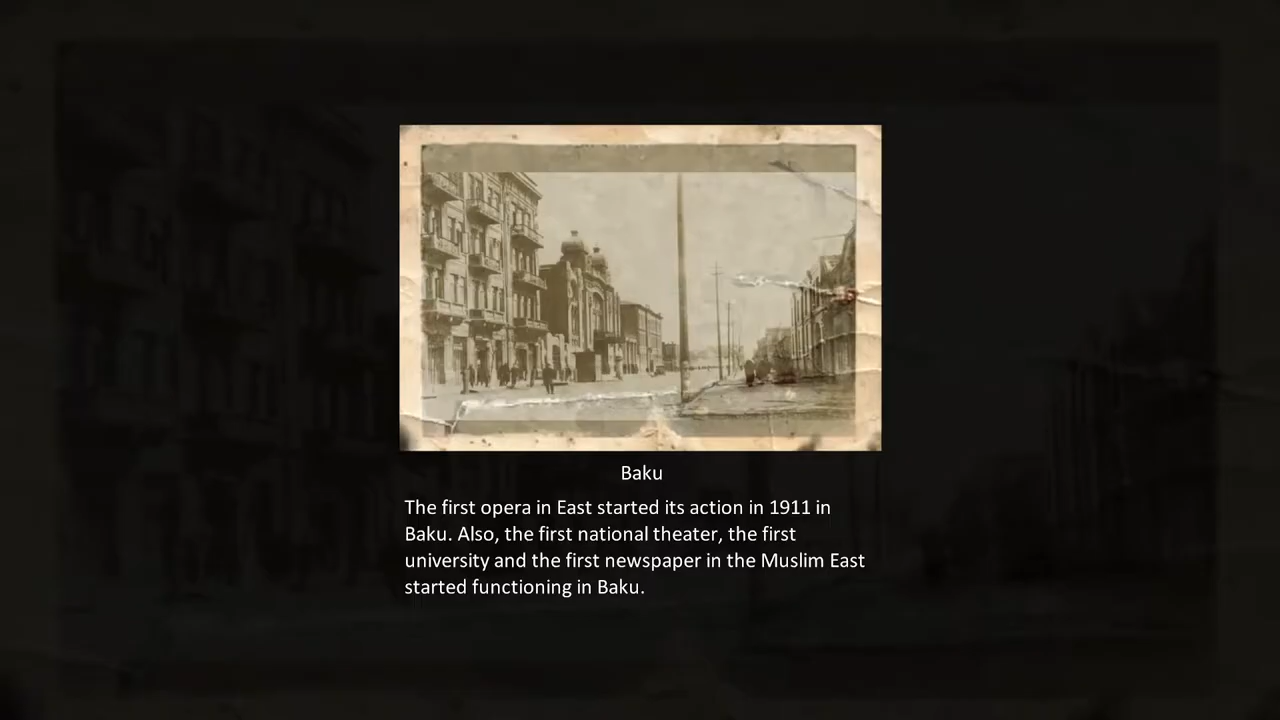 Baku
The first opera in East started its action in 1911 in
Baku. Also, the first national theater, the first
university and the first newspaper in the Muslim East
started functioning in Baku.